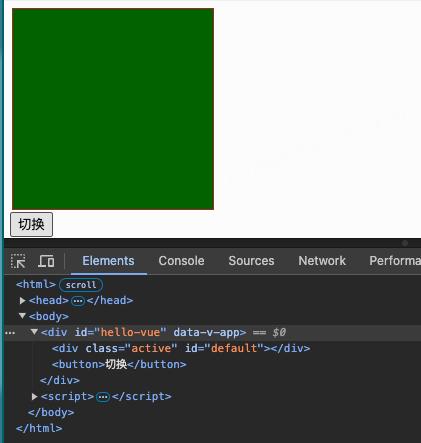 切换
Elements Console Sources Network Performa
<html> scroll
<head> … </head>
<body>
… <div id="hello-vue" data-v-app> == $0
<div class="active" id="default"></div>
<button>切换</button>
</div>
<script> … </script>
</body>
</html>